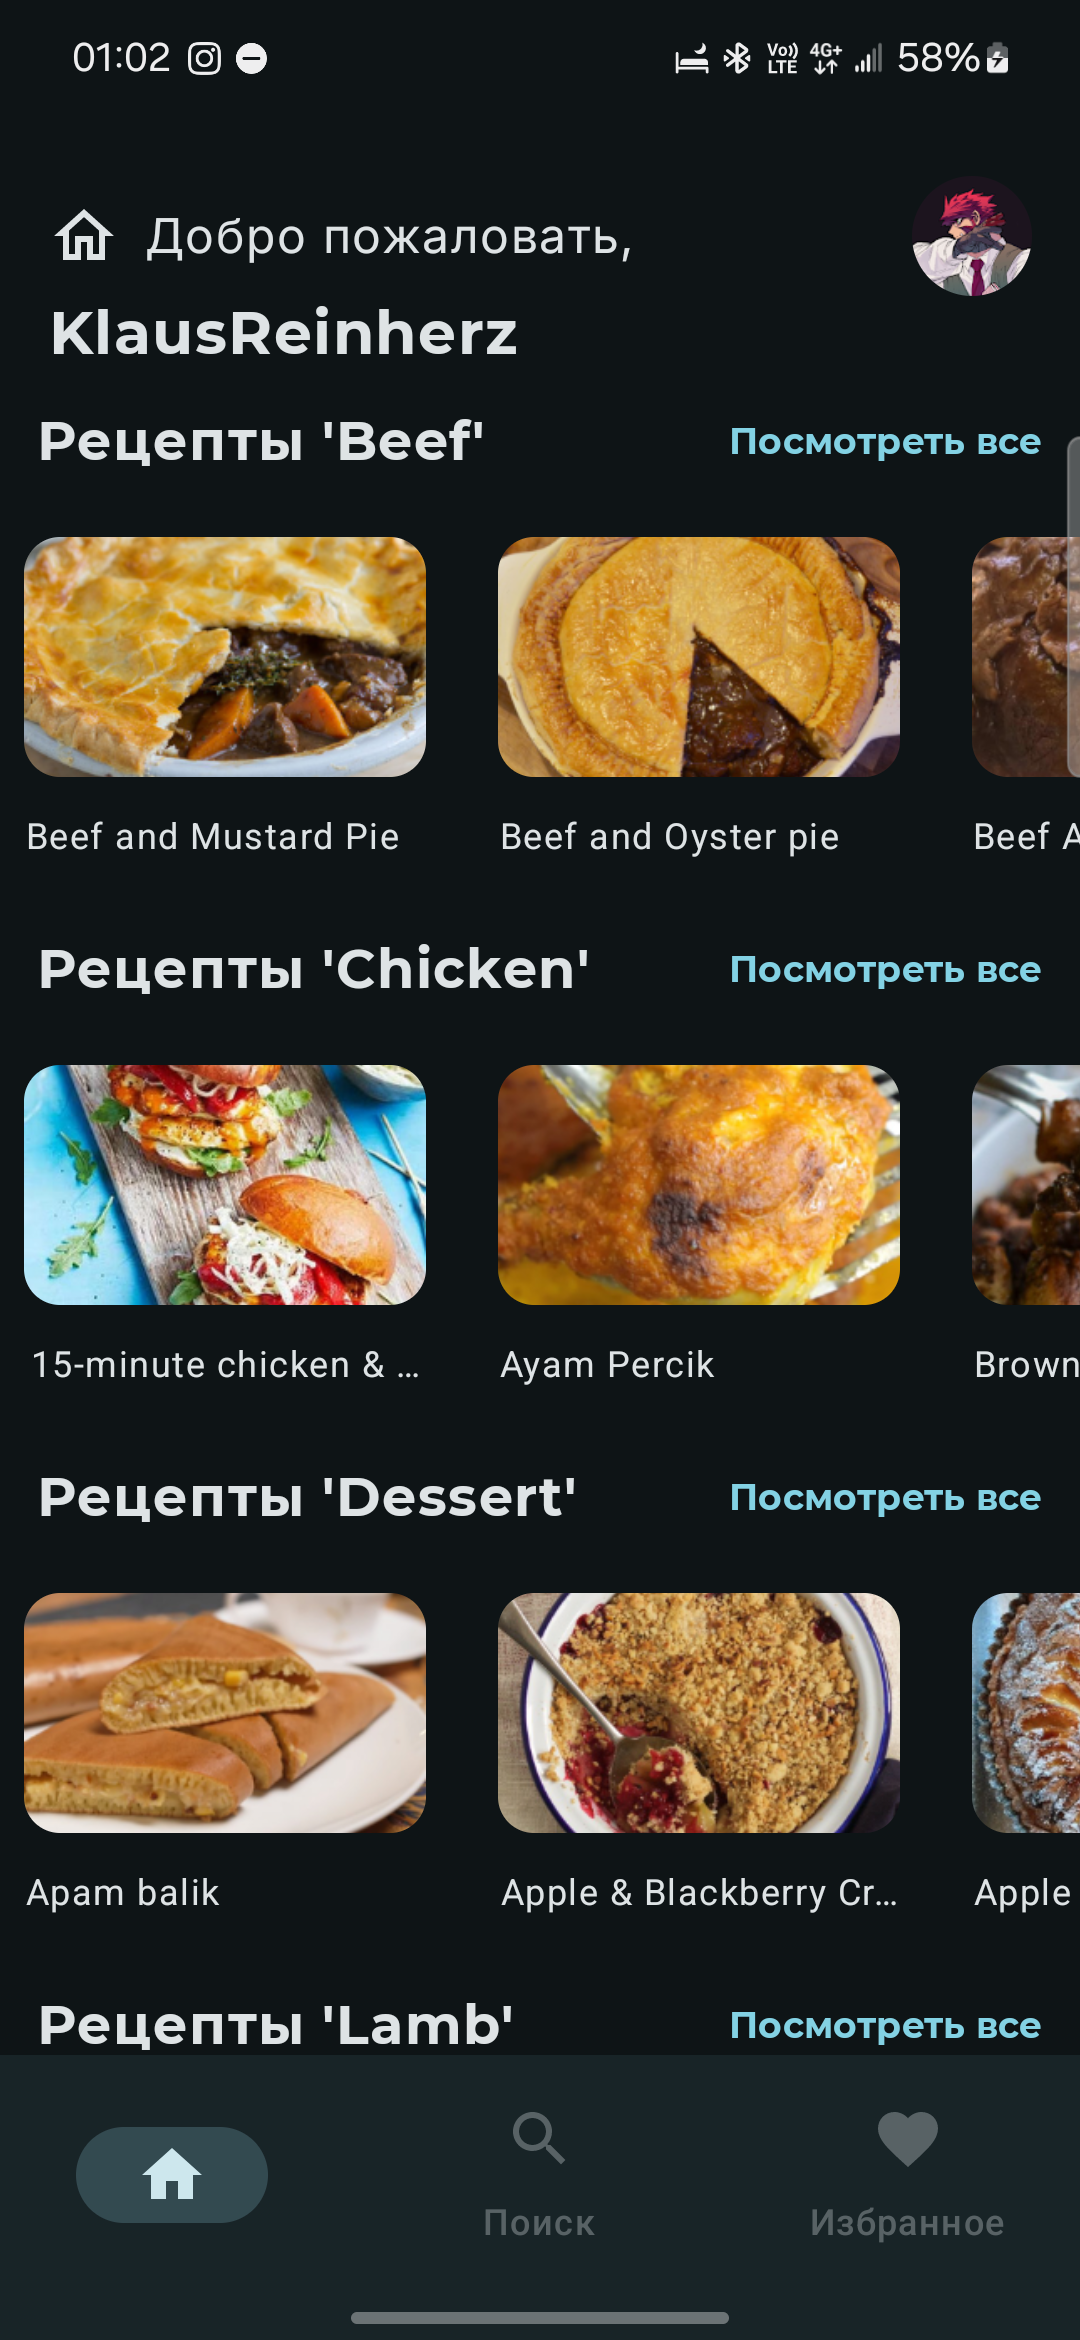 01:02 Vo)) LTE 4G+ 58%
Добро пожаловать,
KlausReinherz
Рецепты 'Beef' Посмотреть все
Beef and Mustard Pie Beef and Oyster pie Beef A
Рецепты 'Chicken' Посмотреть все
15-minute chicken & ... Ayam Percik Brown
Рецепты 'Dessert' Посмотреть все
Apam balik Apple & Blackberry Cr... Apple
Рецепты 'Lamb' Посмотреть все
Поиск Избранное